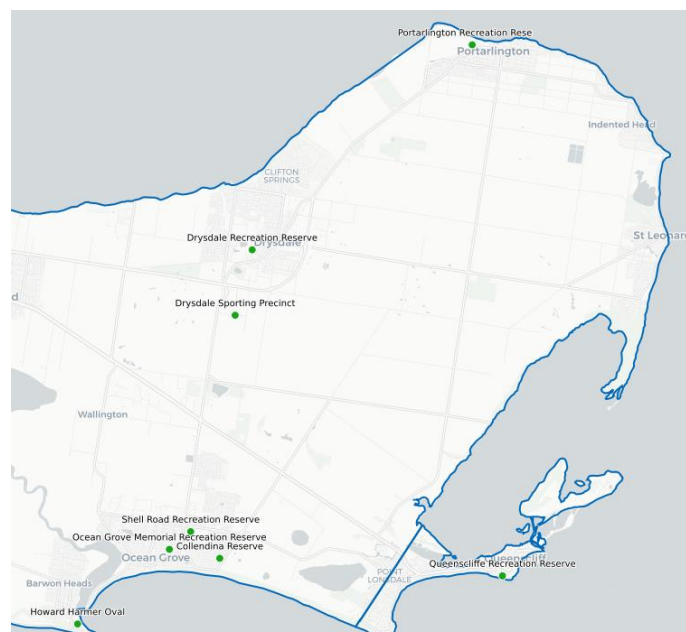 Portarlington Recreation Rese
Portarlington
Indented Head
CLIFTON
SPRINGS
Drysdale Recreation Reserve
Drysdale
St Leonar
Drysdale Sporting Precinct
d
Wallington
Shell Road Recreation Reserve
Ocean Grove Memorial Recreation Reserve
Collendina Reserve
Ocean Grove
Queenscliff
Queenscliffe Recreation Reserve
POINT
LONSDALE
Barwon Heads
Howard Harmer Oval